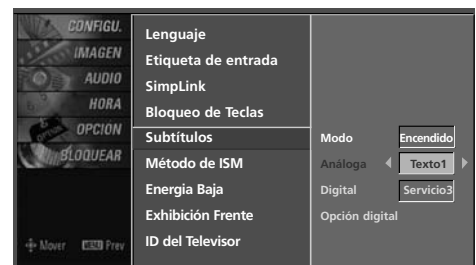 CONFIGU.
IMAGEN
AUDIO
HORA
OPCION
BLOQUEAR
Mover MENU Prev
Lenguaje
Etiqueta de entrada
SimpLink
Bloqueo de Teclas
Subtítulos
Método de ISM
Energia Baja
Exhibición Frente
ID del Televisor
Modo Encendido
Análoga Texto1
Digital Servicio3
Opción digital